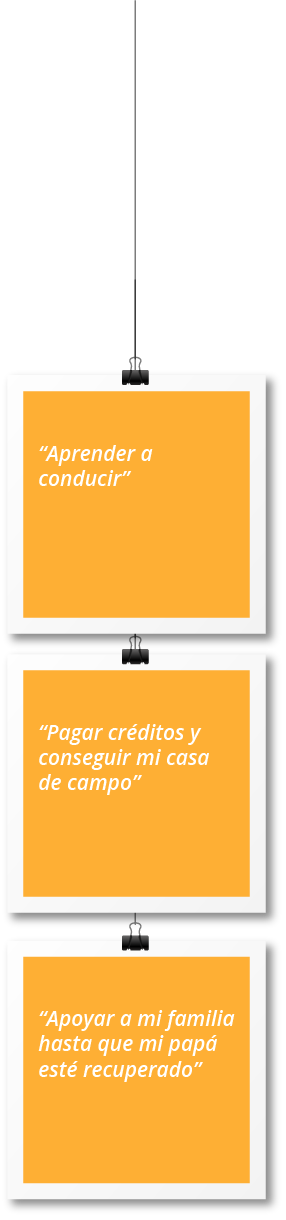 “Aprender a
conducir”
“Pagar créditos y
conseguir mi casa
de campo”
“Apoyar a mi familia
hasta que mi papá
esté recuperado”